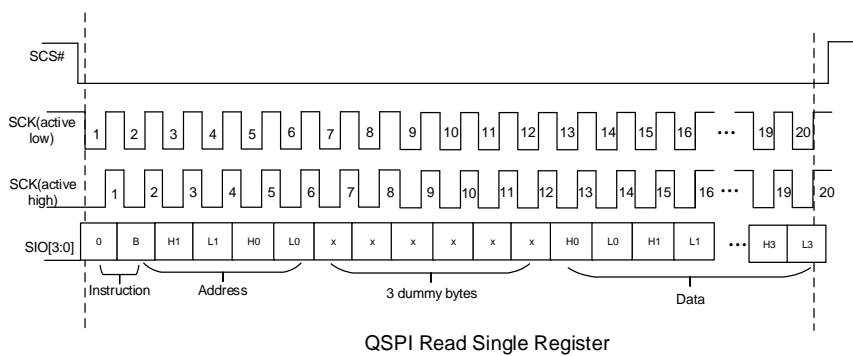 SCS#
SCK(active
low)
1 2 3 4 5 6 7 8 9 10 11 12 13 14 15 16 ••• 19 20
SCK(active
high)
1 2 3 4 5 6 7 8 9 10 11 12 13 14 15 16 ••• 19 20
SIO[3:0]
0 B H1 L1 H0 L0 x x x x x x H0 L0 H1 L1 ••• H3 L3
Instruction Address 3 dummy bytes Data
QSPI Read Single Register